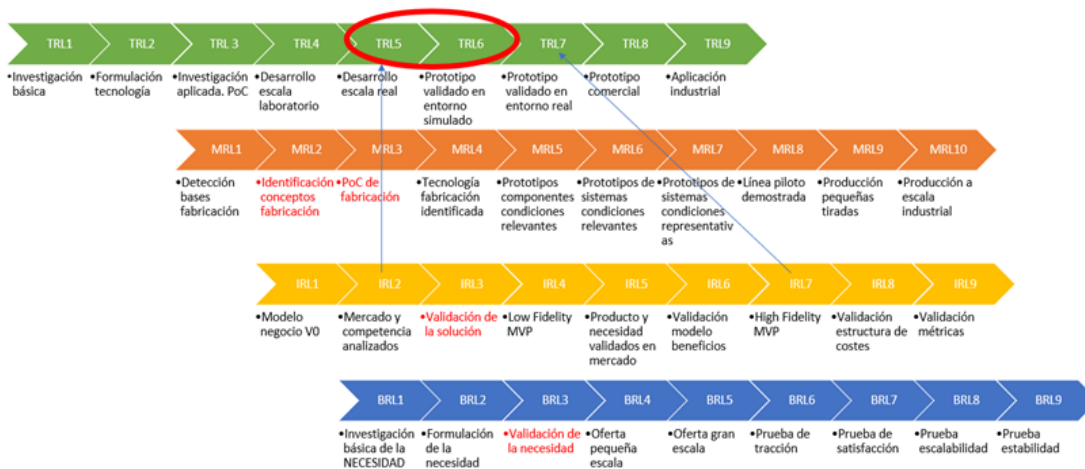 TRL1 TRL2 TRL 3 TRL4 TRL5 TRL6 TRL7 TRL8 TRL9
•Investigación básica
•Formulación tecnología
•Investigación aplicada. PoC
•Desarrollo escala laboratorio
•Desarrollo escala real
•Prototipo validado en entorno simulado
•Prototipo validado en entorno real
•Prototipo comercial
•Aplicación industrial
MRL1 MRL2 MRL3 MRL4 MRL5 MRL6 MRL7 MRL8 MRL9 MRL10
•Detección bases fabricación
•Identificación conceptos fabricación
•PoC de fabricación
•Tecnología fabricación identificada
•Prototipos componentes condiciones relevantes
•Prototipos de sistemas condiciones relevantes
•Prototipos de sistemas condiciones representativas
•Línea piloto demostrada
•Producción pequeñas tiradas
•Producción a escala industrial
IRL1 IRL2 IRL3 IRL4 IRL5 IRL6 IRL7 IRL8 IRL9
•Modelo negocio V0
•Mercado y competencia analizados
•Validación de la solución
•Low Fidelity MVP
•Producto y necesidad validados en mercado
•Validación modelo beneficios
•High Fidelity MVP
•Validación estructura de costes
•Validación métricas
BRL1 BRL2 BRL3 BRL4 BRL5 BRL6 BRL7 BRL8 BRL9
•Investigación básica de la NECESIDAD
•Formulación de la necesidad
•Validación de la necesidad
•Oferta pequeña escala
•Oferta gran escala
•Prueba de tracción
•Prueba de satisfacción
•Prueba escalabilidad
•Prueba estabilidad